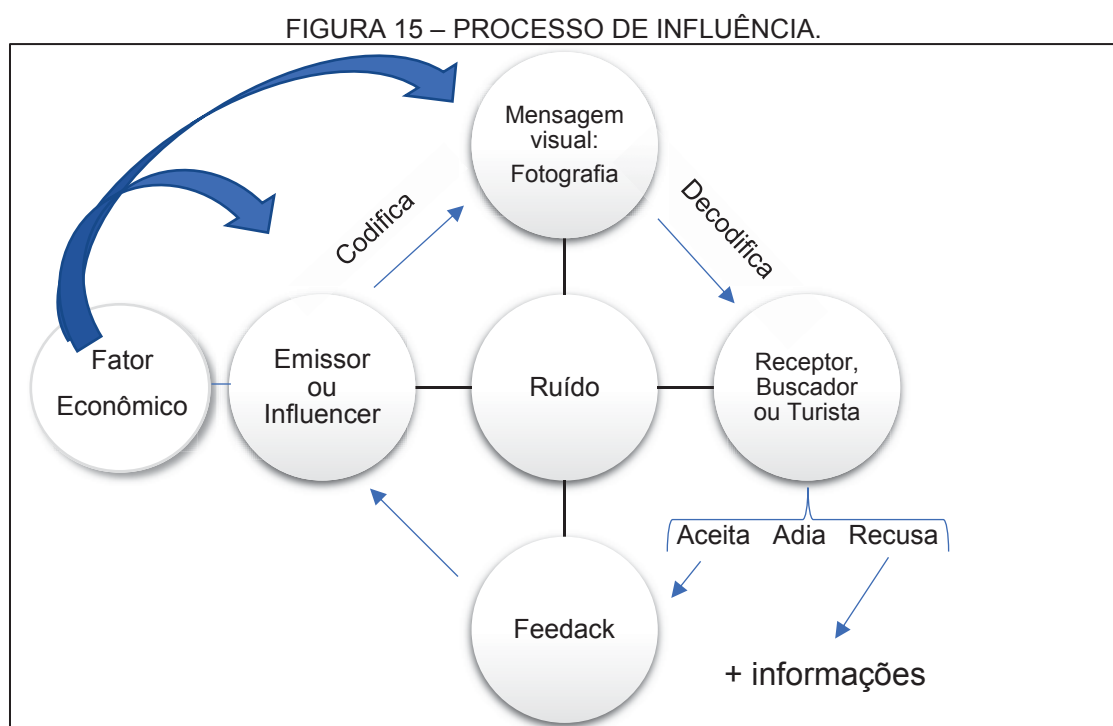 FIGURA 15 – PROCESSO DE INFLUÊNCIA.
Mensagem
visual:
Fotografia
Codifica
Decodifica
Fator
Econômico
Emissor
ou
Influencer
Ruído
Receptor,
Buscador
ou Turista
Aceita Adia Recusa
Feedack
+ informações